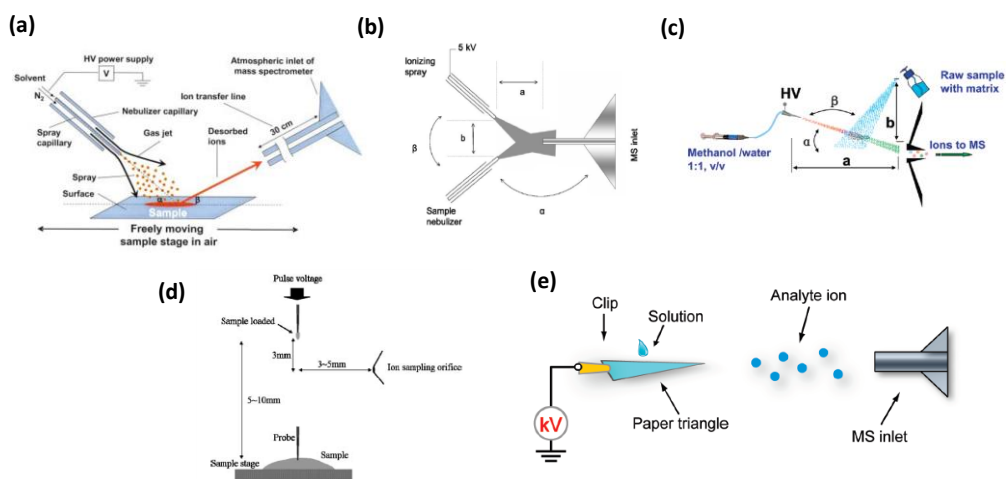 (a)
HV power supply
V
Solvent
N2
Nebulizer capillary
Spray
capillary
Gas jet
Spray
Surface
Desorbed
ions
Ion transfer line
30 cm
Atmospheric inlet of
mass spectrometer
α
β
Sample
Freely moving
sample stage in air
(b)
Ionizing
spray
5 kV
a
b
β
α
MS inlet
Sample
nebulizer
(c)
Raw sample
with matrix
HV
β
b
α
Ions to MS
a
Methanol /water
1:1, v/v
(d)
Pulse voltage
Sample loaded
3mm
3~5mm
Ion sampling orifice
5~10mm
Probe
Sample stage
Sample
(e)
Clip
Solution
Analyte ion
kV
Paper triangle
MS inlet